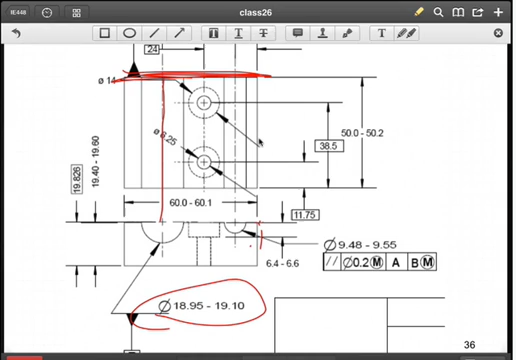 IE448
class26
24
ø 14
ø 8.25
38.5
50.0 - 50.2
19.826
19.40 - 19.60
60.0 - 60.1
11.75
6.4 - 6.6
∅ 9.48 - 9.55
// ∅0.2 Ⓜ A B Ⓜ
∅ 18.95 - 19.10
36